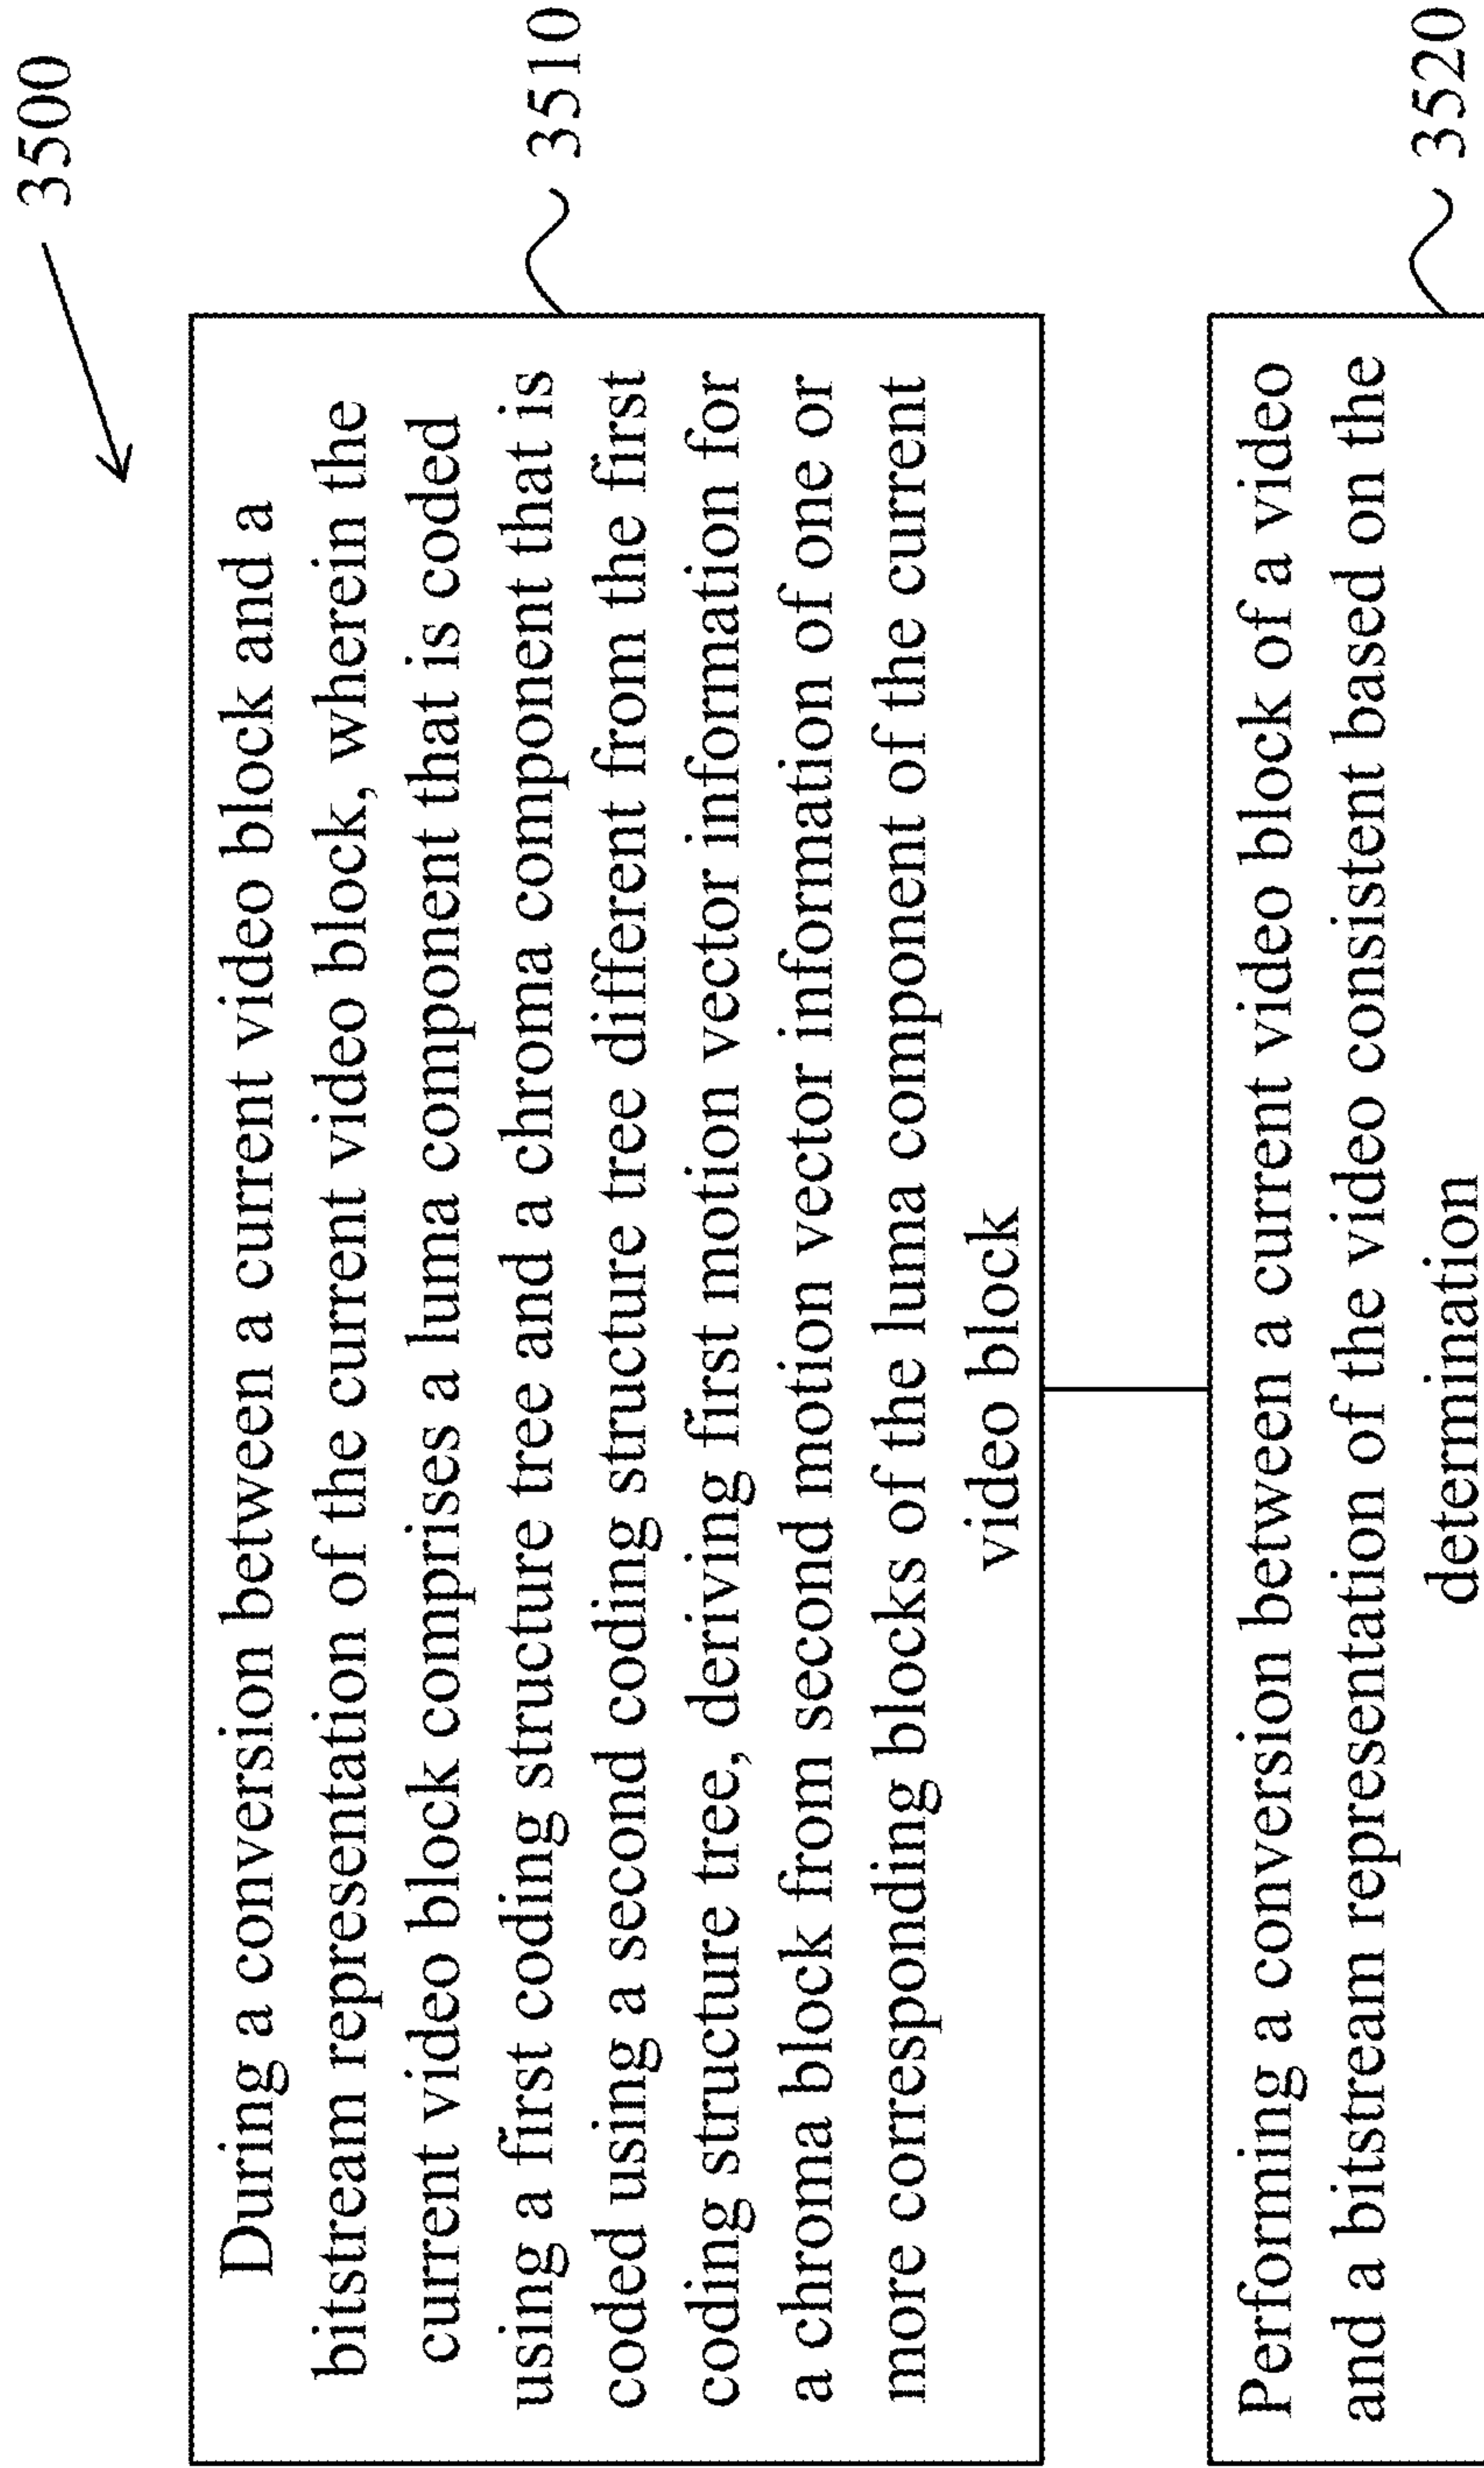 3500
During a conversion between a current video block and a
bitstream representation of the current video block, wherein the
current video block comprises a luma component that is coded
using a first coding structure tree and a chroma component that is
coded using a second coding structure tree different from the first
coding structure tree, deriving first motion vector information for
a chroma block from second motion vector information of one or
more corresponding blocks of the luma component of the current
video block
3510
Performing a conversion between a current video block of a video
and a bitstream representation of the video consistent based on the
determination
3520